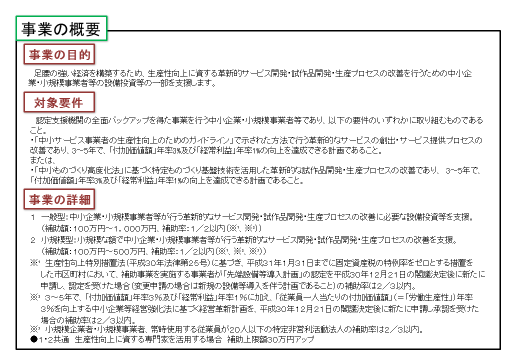 事業の概要
事業の目的
足腰の強い経済を構築するため、生産性向上に資する革新的サービス開発・試作品開発・生産プロセスの改善を行うための中小企
業・小規模事業者等の設備投資等の一部を支援します。
対象要件
認定支援機関の全面バックアップを得た事業を行う中小企業・小規模事業者等であり、以下の要件のいずれかに取り組むものである
こと。
・「中小サービス事業者の生産性向上のためのガイドライン」で示された方法で行う革新的なサービスの創出・サービス提供プロセスの
改善であり、3～5年で、「付加価値額」年率3%及び「経常利益」年率1%の向上を達成できる計画であること。
または、
・「中小ものづくり高度化法」に基づく特定ものづくり基盤技術を活用した革新的な試作品開発・生産プロセスの改善であり、3～5年で、
「付加価値額」年率3%及び「経常利益」年率1%の向上を達成できる計画であること。
事業の詳細
1 一般型：中小企業・小規模事業者等が行う革新的なサービス開発・試作品開発・生産プロセスの改善に必要な設備投資等を支援。
（補助額：100万円～1,000万円、補助率：1／2以内（※¹、※²））
2 小規模型：小規模な額で中小企業・小規模事業者等が行う革新的なサービス開発・試作品開発・生産プロセスの改善を支援。
（補助額：100万円～500万円、補助率：1／2以内（※¹、※²、※³））
生産性向上特別措置法（平成30年法律第25号）に基づき、平成31年1月31日までに固定資産税の特例率をゼロとする措置を
した市区町村において、補助事業を実施する事業者が「先端設備等導入計画」の認定を平成30年12月21日の閣議決定後に新たに
申請し、認定を受けた場合（変更申請の場合は新規の設備等導入を伴う計画であること）の補助率は2／3以内。
3～5年で、「付加価値額」年率3％及び「経常利益」年率1％に加え、「従業員一人当たりの付加価値額」（＝「労働生産性」）年率
3％を向上する中小企業等経営強化法に基づく経営革新計画を、平成30年12月21日の閣議決定後に新たに申請し承認を受けた
場合の補助率は2／3以内。
小規模企業者・小規模事業者、常時使用する従業員が20人以下の特定非営利活動法人の補助率は2／3以内。
●1・2共通 生産性向上に資する専門家を活用する場合 補助上限額30万円アップ